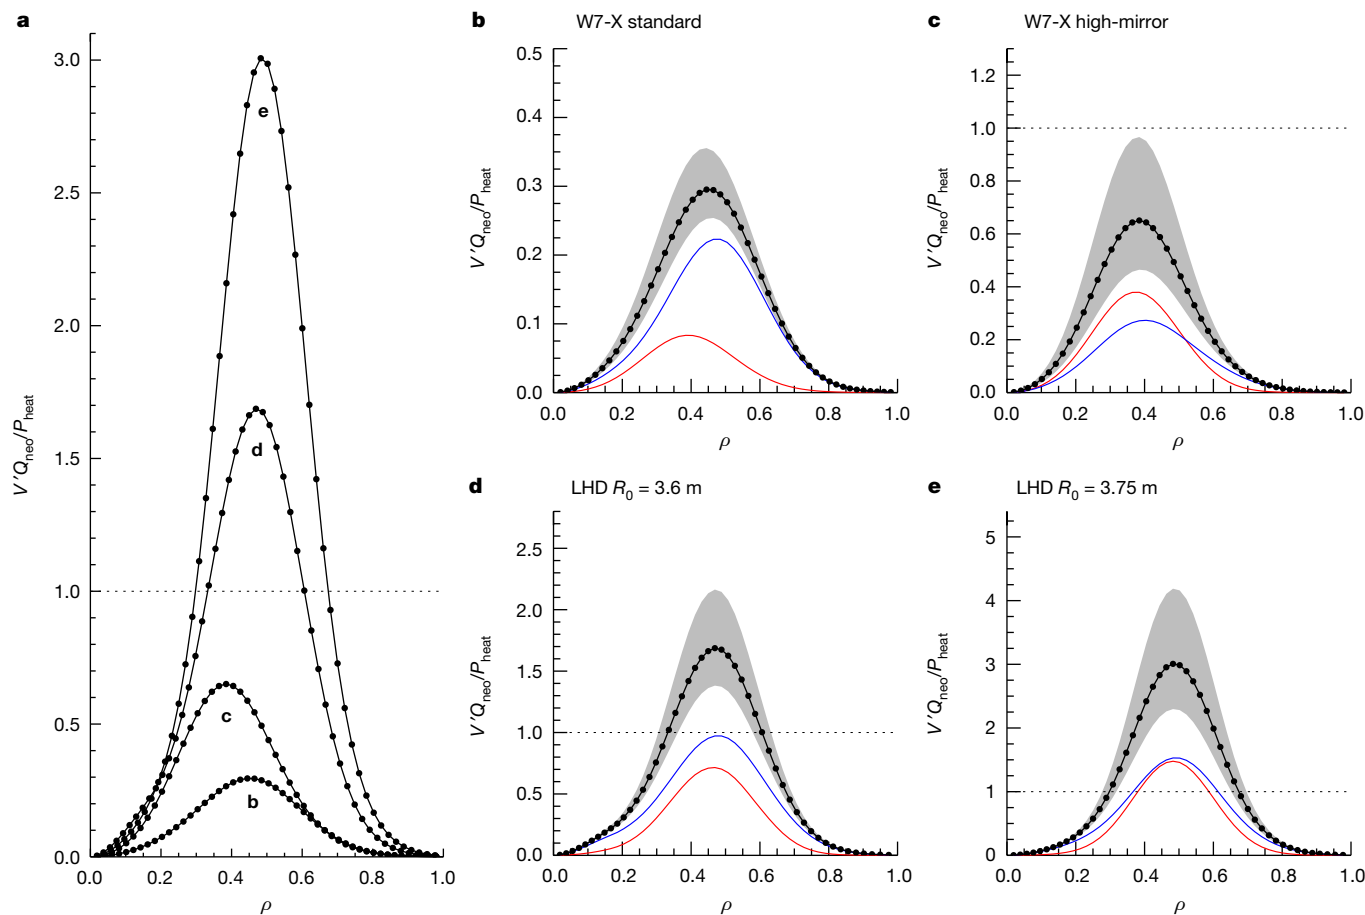 a
3.0
2.5
2.0
1.5
1.0
0.5
0.0
V′Q_neo/P_heat
e
d
c
b
0.0 0.2 0.4 0.6 0.8 1.0
ρ
b W7-X standard
0.5
0.4
0.3
0.2
0.1
0.0
V′Q_neo/P_heat
0.0 0.2 0.4 0.6 0.8 1.0
ρ
c W7-X high-mirror
1.2
1.0
0.8
0.6
0.4
0.2
0.0
V′Q_neo/P_heat
0.0 0.2 0.4 0.6 0.8 1.0
ρ
d LHD R_0 = 3.6 m
2.5
2.0
1.5
1.0
0.5
0.0
V′Q_neo/P_heat
0.0 0.2 0.4 0.6 0.8 1.0
ρ
e LHD R_0 = 3.75 m
5
4
3
2
1
0
V′Q_neo/P_heat
0.0 0.2 0.4 0.6 0.8 1.0
ρ